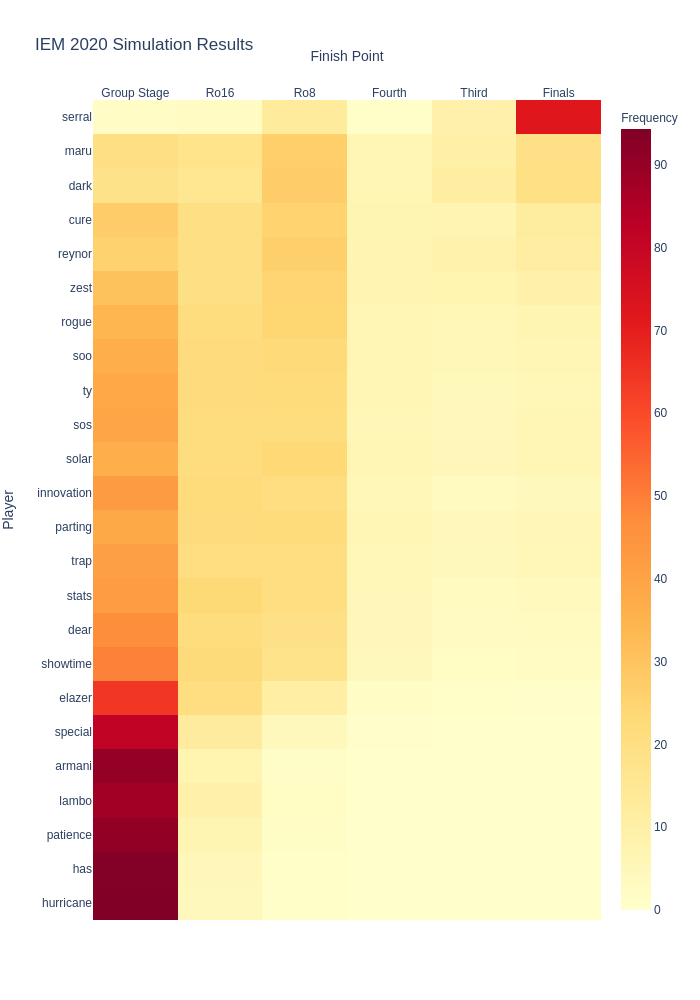 IEM 2020 Simulation Results
Finish Point
Group Stage Ro16 Ro8 Fourth Third Finals
Frequency
Player
serral
maru
dark
cure
reynor
zest
rogue
soo
ty
sos
solar
innovation
parting
trap
stats
dear
showtime
elazer
special
armani
lambo
patience
has
hurricane
90
80
70
60
50
40
30
20
10
0